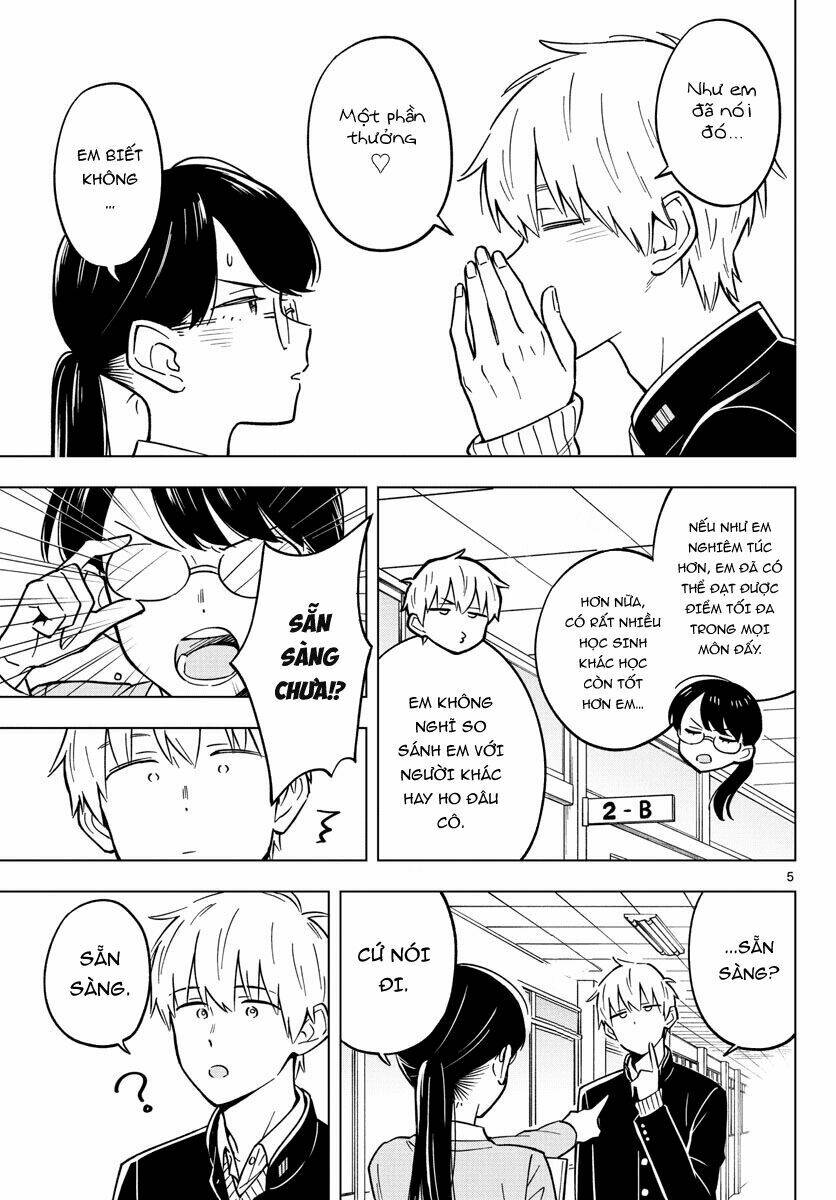 Như em
đã nói
đó...
Một phần
thưởng
♡
EM BIẾT
KHÔNG
...
NẾU NHƯ EM
NGHIÊM TÚC
HƠN, EM ĐÃ CÓ
THỂ ĐẠT ĐƯỢC
ĐIỂM TỐI ĐA
TRONG MỌI
MÔN ĐẤY.
HƠN NỮA,
CÓ RẤT NHIỀU
HỌC SINH
KHÁC HỌC
CÒN TỐT
HƠN EM...
EM KHÔNG
NGHĨ SO
SÁNH EM VỚI
NGƯỜI KHÁC
HAY HO ĐÂU
CÔ.
2-B
SẴN
SÀNG
CHƯA!?
5
...SẴN
SÀNG?
CỨ NÓI
ĐI.
SẴN
SÀNG.
?